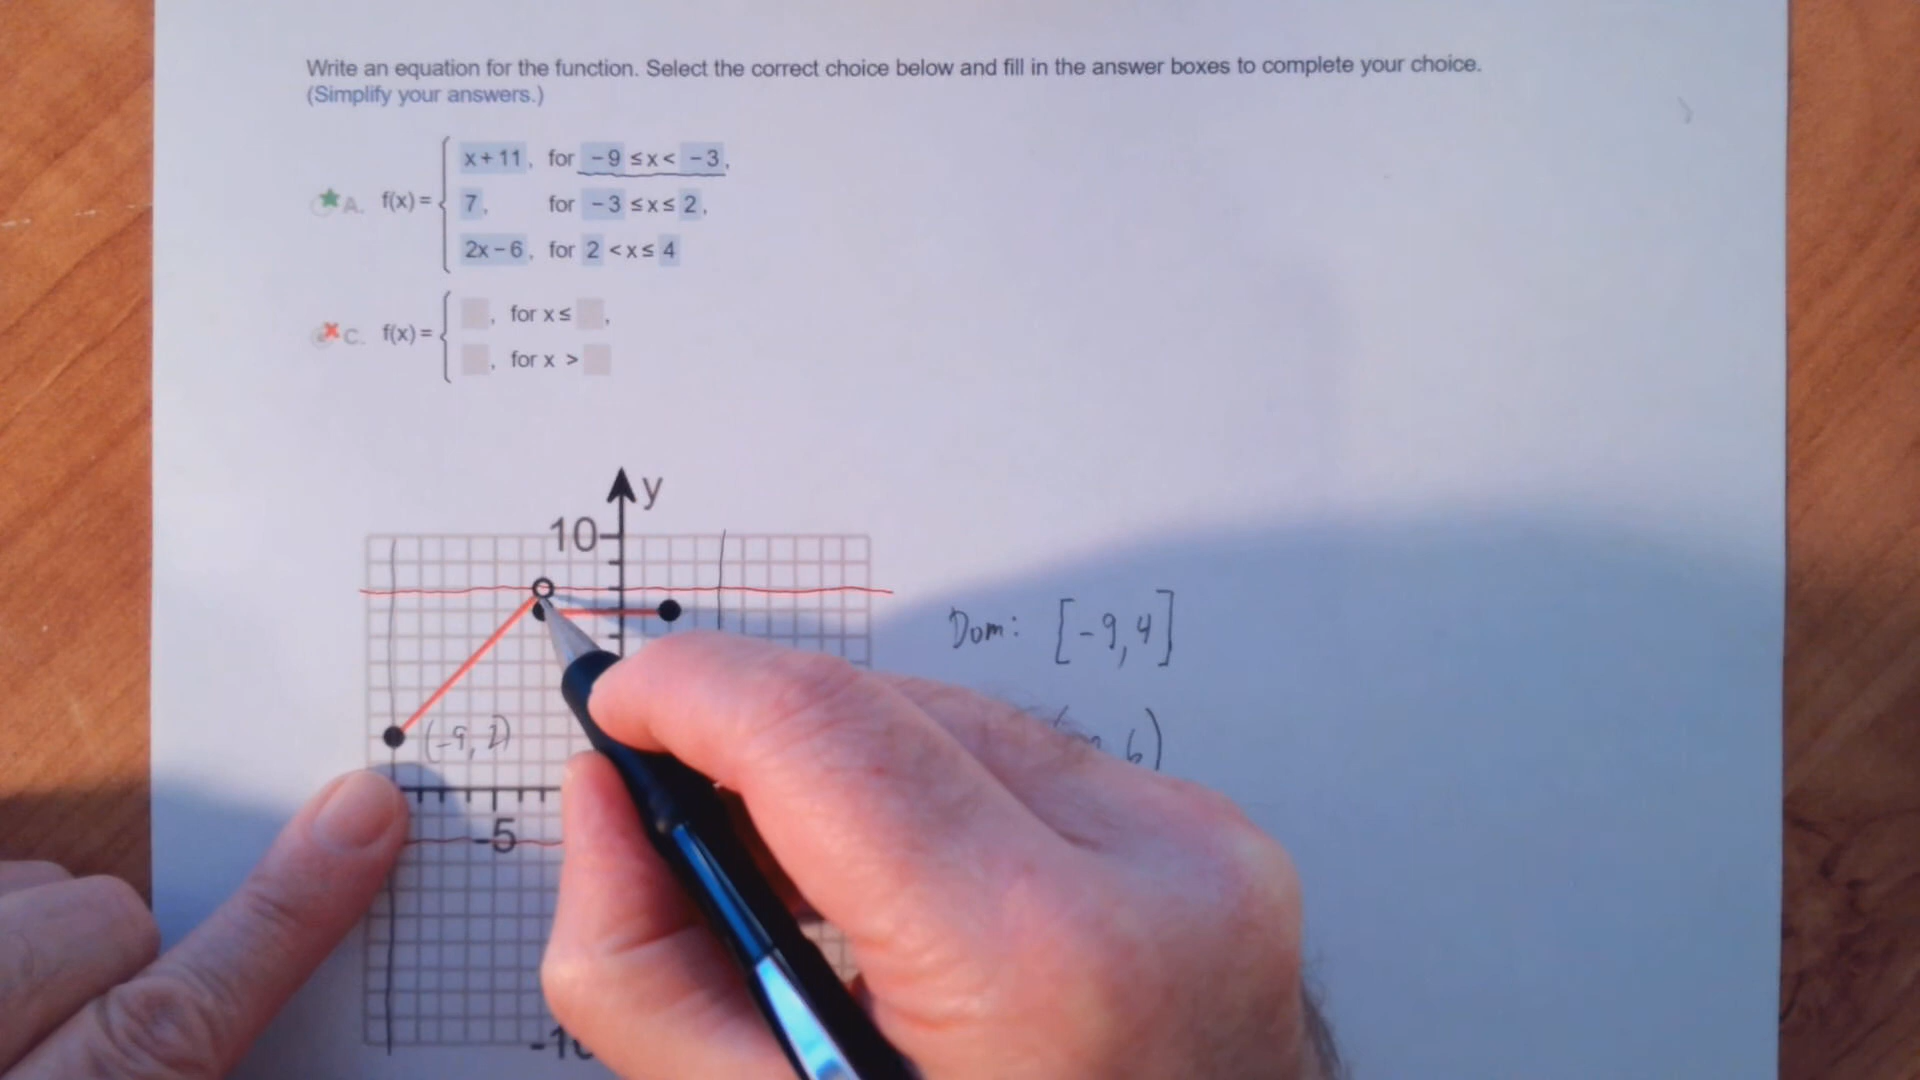 Write an equation for the function. Select the correct choice below and fill in the answer boxes to complete your choice.
(Simplify your answers.)
x + 11, for -9 ≤ x < -3,
A. f(x) = 7, for -3 ≤ x ≤ 2,
2x - 6, for 2 < x ≤ 4
, for x ≤ ,
C. f(x) =
, for x >
y
10
Dom: [-9,4]
(-9, 2)
6)
-5